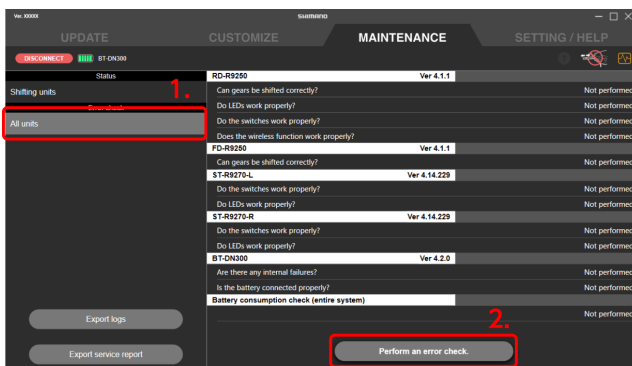 Ver. XXXXX
SHIMANO
UPDATE
CUSTOMIZE
MAINTENANCE
SETTING / HELP
DISCONNECT
BT-DN300
Status
Shifting units
1.
Error check
All units
RD-R9250 Ver 4.1.1
Can gears be shifted correctly? Not performed
Do LEDs work properly? Not performed
Do the switches work properly? Not performed
Does the wireless function work properly? Not performed
FD-R9250 Ver 4.1.1
Can gears be shifted correctly? Not performed
ST-R9270-L Ver 4.14.229
Do the switches work properly? Not performed
Do LEDs work properly? Not performed
ST-R9270-R Ver 4.14.229
Do the switches work properly? Not performed
Do LEDs work properly? Not performed
BT-DN300 Ver 4.2.0
Are there any internal failures? Not performed
Is the battery connected properly? Not performed
Battery consumption check (entire system)
Not performed
2.
Export logs
Export service report
Perform an error check.